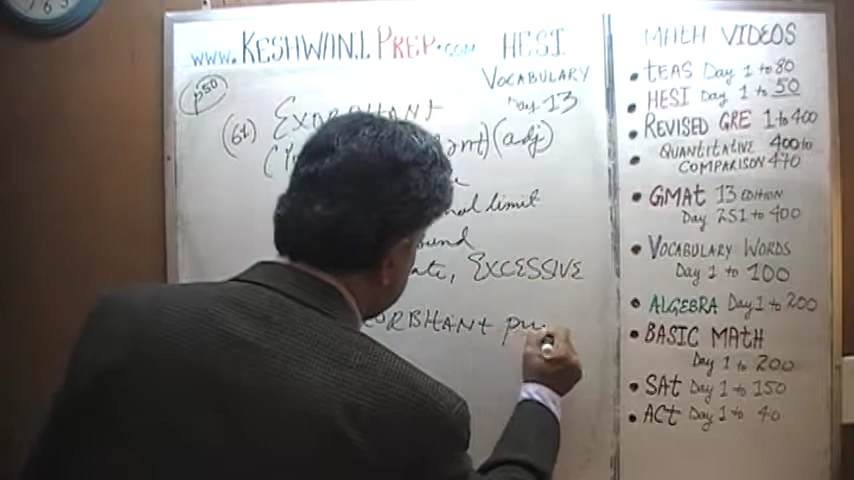 www.KESHWANI PREP.COM HESI
VOCABULARY
Day 13
p50
(61) EXORBHANT
(adj)
limit
EXCESSIVE
MATH VIDEOS
• TEAS Day 1 to 80
• HESI Day 1 to 50
• REVISED GRE 1 to 400
• QUANTITATIVE 400 to
COMPARISON 470
• GMAT 13 EDITION
Day 251 to 400
• VOCABULARY WORDS
Day 1 to 100
• ALGEBRA Day 1 to 200
• BASIC MATH
Day 1 to 200
• SAT Day 1 to 150
• ACT Day 1 to 40